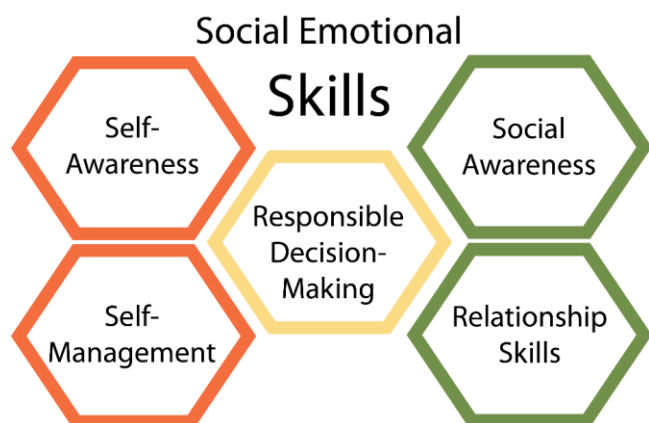 Social Emotional
Skills
Self-
Awareness
Social
Awareness
Responsible
Decision-
Making
Self-
Management
Relationship
Skills